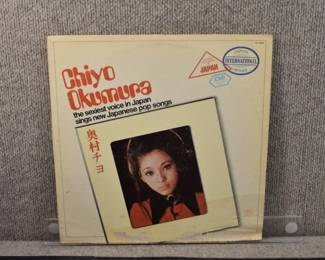 Chiyo
Okumura
the sexiest voice in Japan
sings new Japanese pop songs
JAPAN
INTERNATIONAL
奥村チヨ